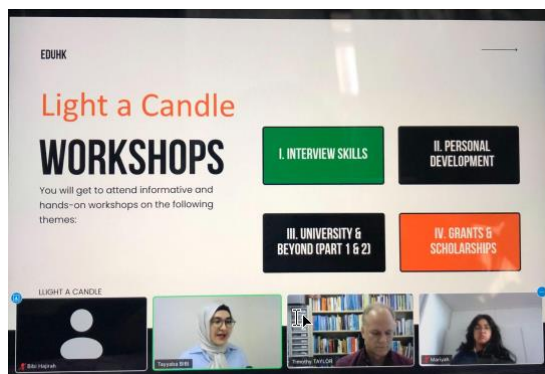 EDUHK
Light a Candle
WORKSHOPS
You will get to attend informative and
hands-on workshops on the following
themes:
I. INTERVIEW SKILLS
II. PERSONAL
DEVELOPMENT
III. UNIVERSITY &
BEYOND (PART 1 & 2)
IV. GRANTS &
SCHOLARSHIPS
LLIGHT A CANDLE
Bibi Hajirah
Tayyaba BIBI
Timothy TAYLOR